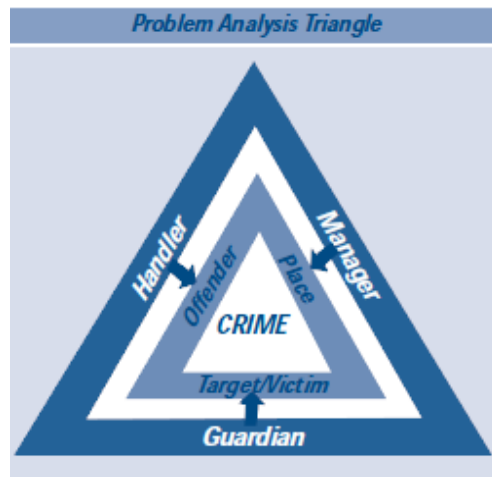 Problem Analysis Triangle
Handler
Manager
Offender
Place
CRIME
Target/Victim
Guardian